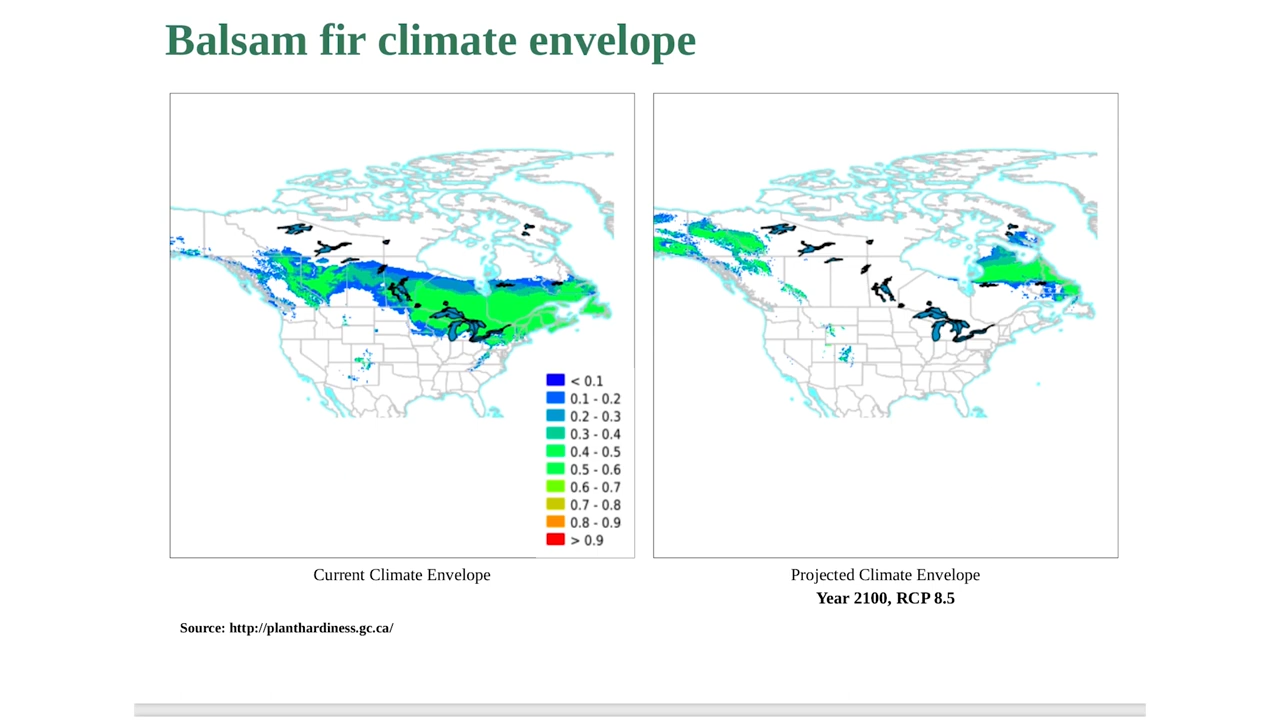 Balsam fir climate envelope
< 0.1
0.1 - 0.2
0.2 - 0.3
0.3 - 0.4
0.4 - 0.5
0.5 - 0.6
0.6 - 0.7
0.7 - 0.8
0.8 - 0.9
> 0.9
Current Climate Envelope
Projected Climate Envelope
Year 2100, RCP 8.5
Source: http://planthardiness.gc.ca/